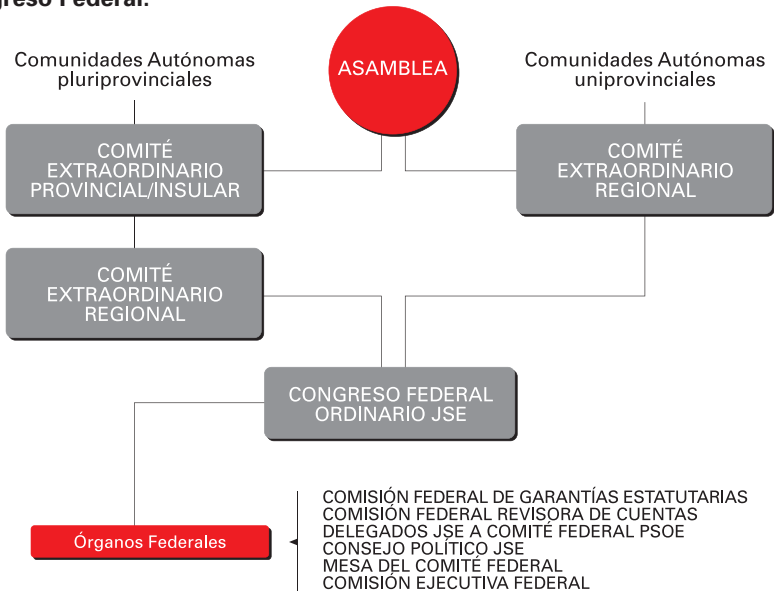 greso Federal.
Comunidades Autónomas
pluriprovinciales
ASAMBLEA
Comunidades Autónomas
uniprovinciales
COMITÉ
EXTRAORDINARIO
PROVINCIAL/INSULAR
COMITÉ
EXTRAORDINARIO
REGIONAL
COMITÉ
EXTRAORDINARIO
REGIONAL
CONGRESO FEDERAL
ORDINARIO JSE
Órganos Federales
COMISIÓN FEDERAL DE GARANTÍAS ESTATUTARIAS
COMISIÓN FEDERAL REVISORA DE CUENTAS
DELEGADOS JSE A COMITÉ FEDERAL PSOE
CONSEJO POLÍTICO JSE
MESA DEL COMITÉ FEDERAL
COMISIÓN EJECUTIVA FEDERAL